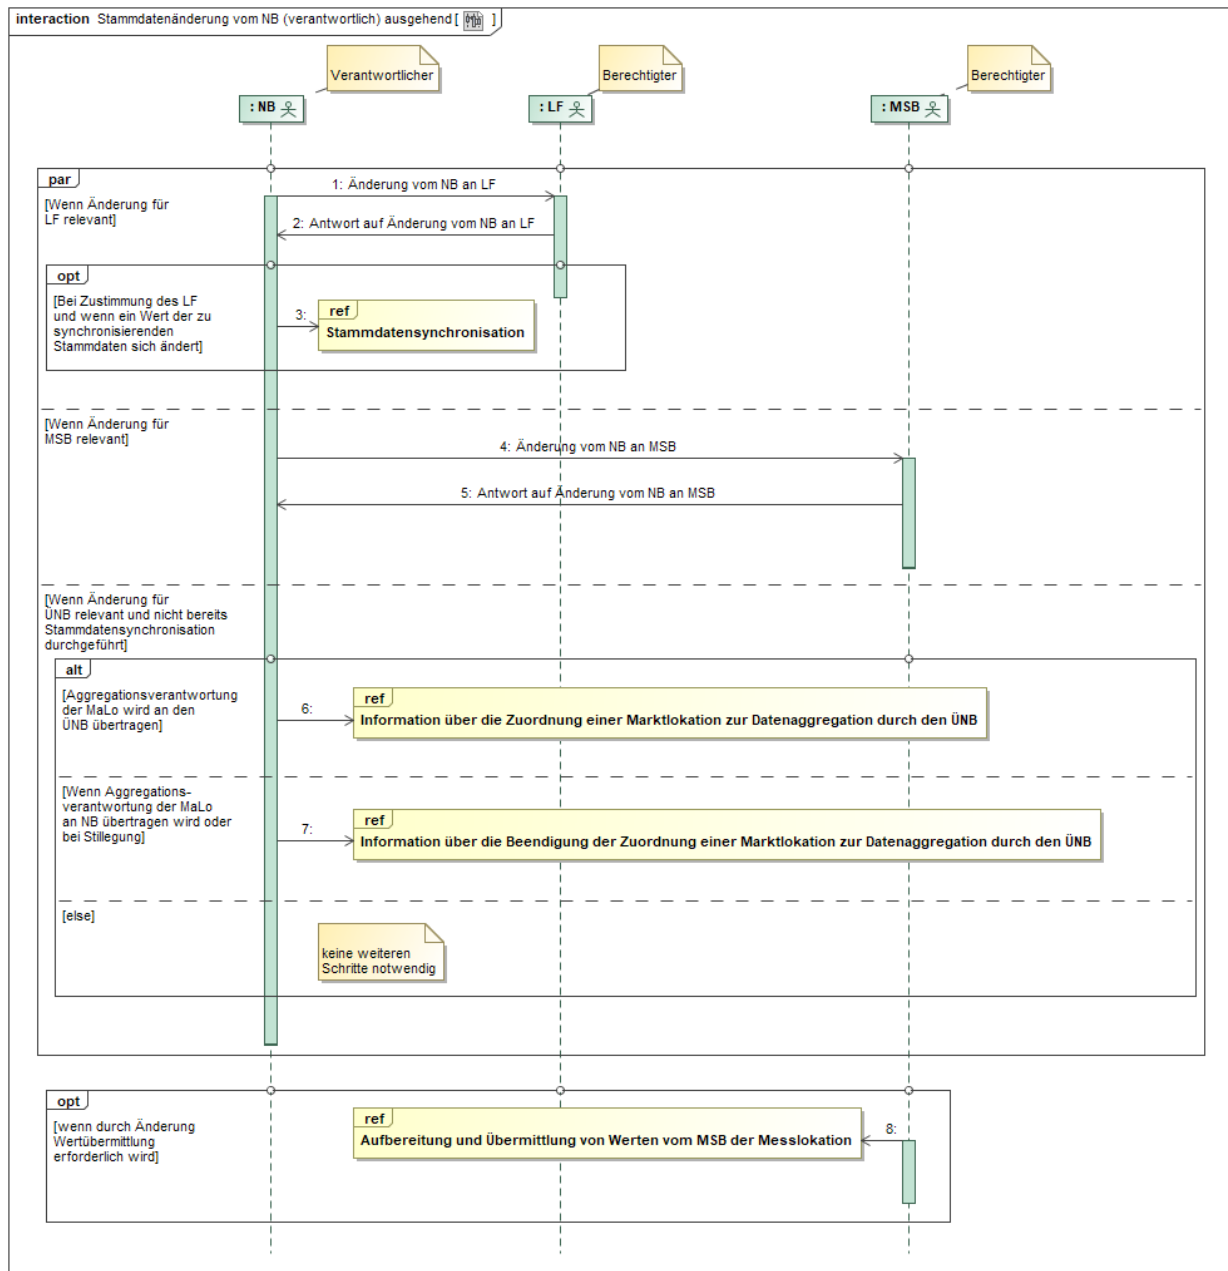 interaction Stammdatenänderung vom NB (verantwortlich) ausgehend [ ]
Verantwortlicher
Berechtigter
Berechtigter
: NB
: LF
: MSB
par
[Wenn Änderung für
LF relevant]
1: Änderung vom NB an LF
2: Antwort auf Änderung vom NB an LF
opt
[Bei Zustimmung des LF
und wenn ein Wert der zu
synchronisierenden
Stammdaten sich ändert]
3:
ref
Stammdatensynchronisation
[Wenn Änderung für
MSB relevant]
4: Änderung vom NB an MSB
5: Antwort auf Änderung vom NB an MSB
[Wenn Änderung für
ÜNB relevant und nicht bereits
Stammdatensynchronisation
durchgeführt]
alt
[Aggregationsverantwortung
der MaLo wird an den
ÜNB übertragen]
6:
ref
Information über die Zuordnung einer Marktlokation zur Datenaggregation durch den ÜNB
[Wenn Aggregations-
verantwortung der MaLo
an NB übertragen wird oder
bei Stillegung]
7:
ref
Information über die Beendigung der Zuordnung einer Marktlokation zur Datenaggregation durch den ÜNB
[else]
keine weiteren
Schritte notwendig
opt
[wenn durch Änderung
Wertübermittlung
erforderlich wird]
ref
Aufbereitung und Übermittlung von Werten vom MSB der Messlokation
8: